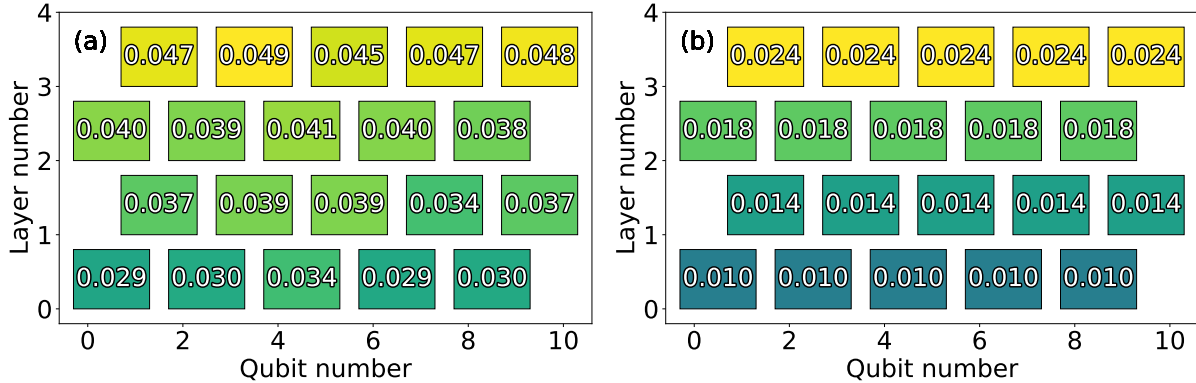 (a)
Layer number
4
3
2
1
0
0.047 0.049 0.045 0.047 0.048
0.040 0.039 0.041 0.040 0.038
0.037 0.039 0.039 0.034 0.037
0.029 0.030 0.034 0.029 0.030
0 2 4 6 8 10
Qubit number
(b)
Layer number
4
3
2
1
0
0.024 0.024 0.024 0.024 0.024
0.018 0.018 0.018 0.018 0.018
0.014 0.014 0.014 0.014 0.014
0.010 0.010 0.010 0.010 0.010
0 2 4 6 8 10
Qubit number